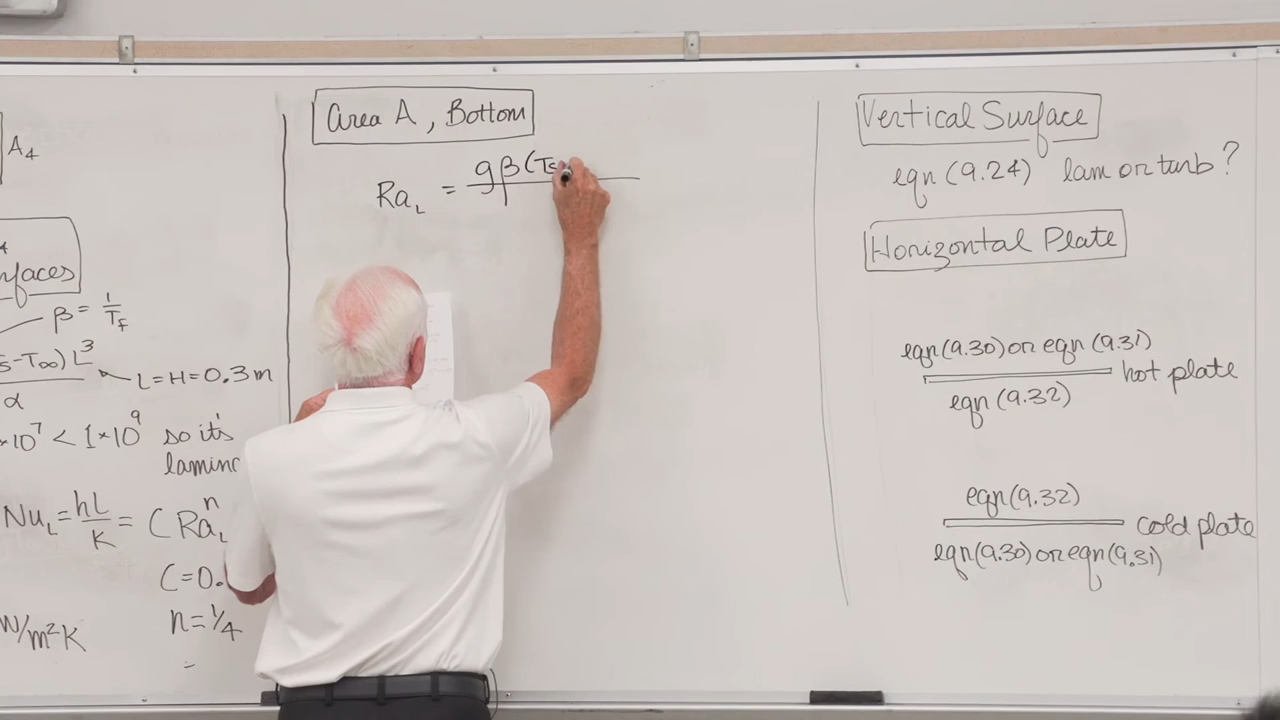 A₄
faces
β = 1/T_f
s-T∞) L³
L=H=0.3m
α
×10⁷ < 1×10⁹ so it's
Nu_L = hL/K = C Ra_L^n
C=0.
n=1/4
W/m²K
Area A, Bottom
Ra_L = gβ(Ts
Vertical Surface
eqn (9.24) lam or turb?
Horizontal Plate
eqn(9.30) or eqn (9.31)
hot plate
eqn (9.32)
eqn(9.32)
cold plate
eqn(9.30) or eqn(9.31)